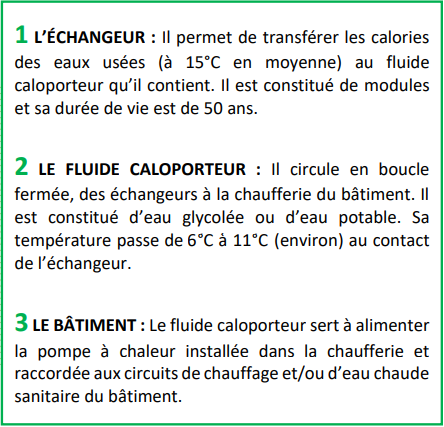 1 L’ÉCHANGEUR : Il permet de transférer les calories
des eaux usées (à 15°C en moyenne) au fluide
caloporteur qu’il contient. Il est constitué de modules
et sa durée de vie est de 50 ans.
2 LE FLUIDE CALOPORTEUR : Il circule en boucle
fermée, des échangeurs à la chaufferie du bâtiment. Il
est constitué d’eau glycolée ou d’eau potable. Sa
température passe de 6°C à 11°C (environ) au contact
de l’échangeur.
3 LE BÂTIMENT : Le fluide caloporteur sert à alimenter
la pompe à chaleur installée dans la chaufferie et
raccordée aux circuits de chauffage et/ou d’eau chaude
sanitaire du bâtiment.